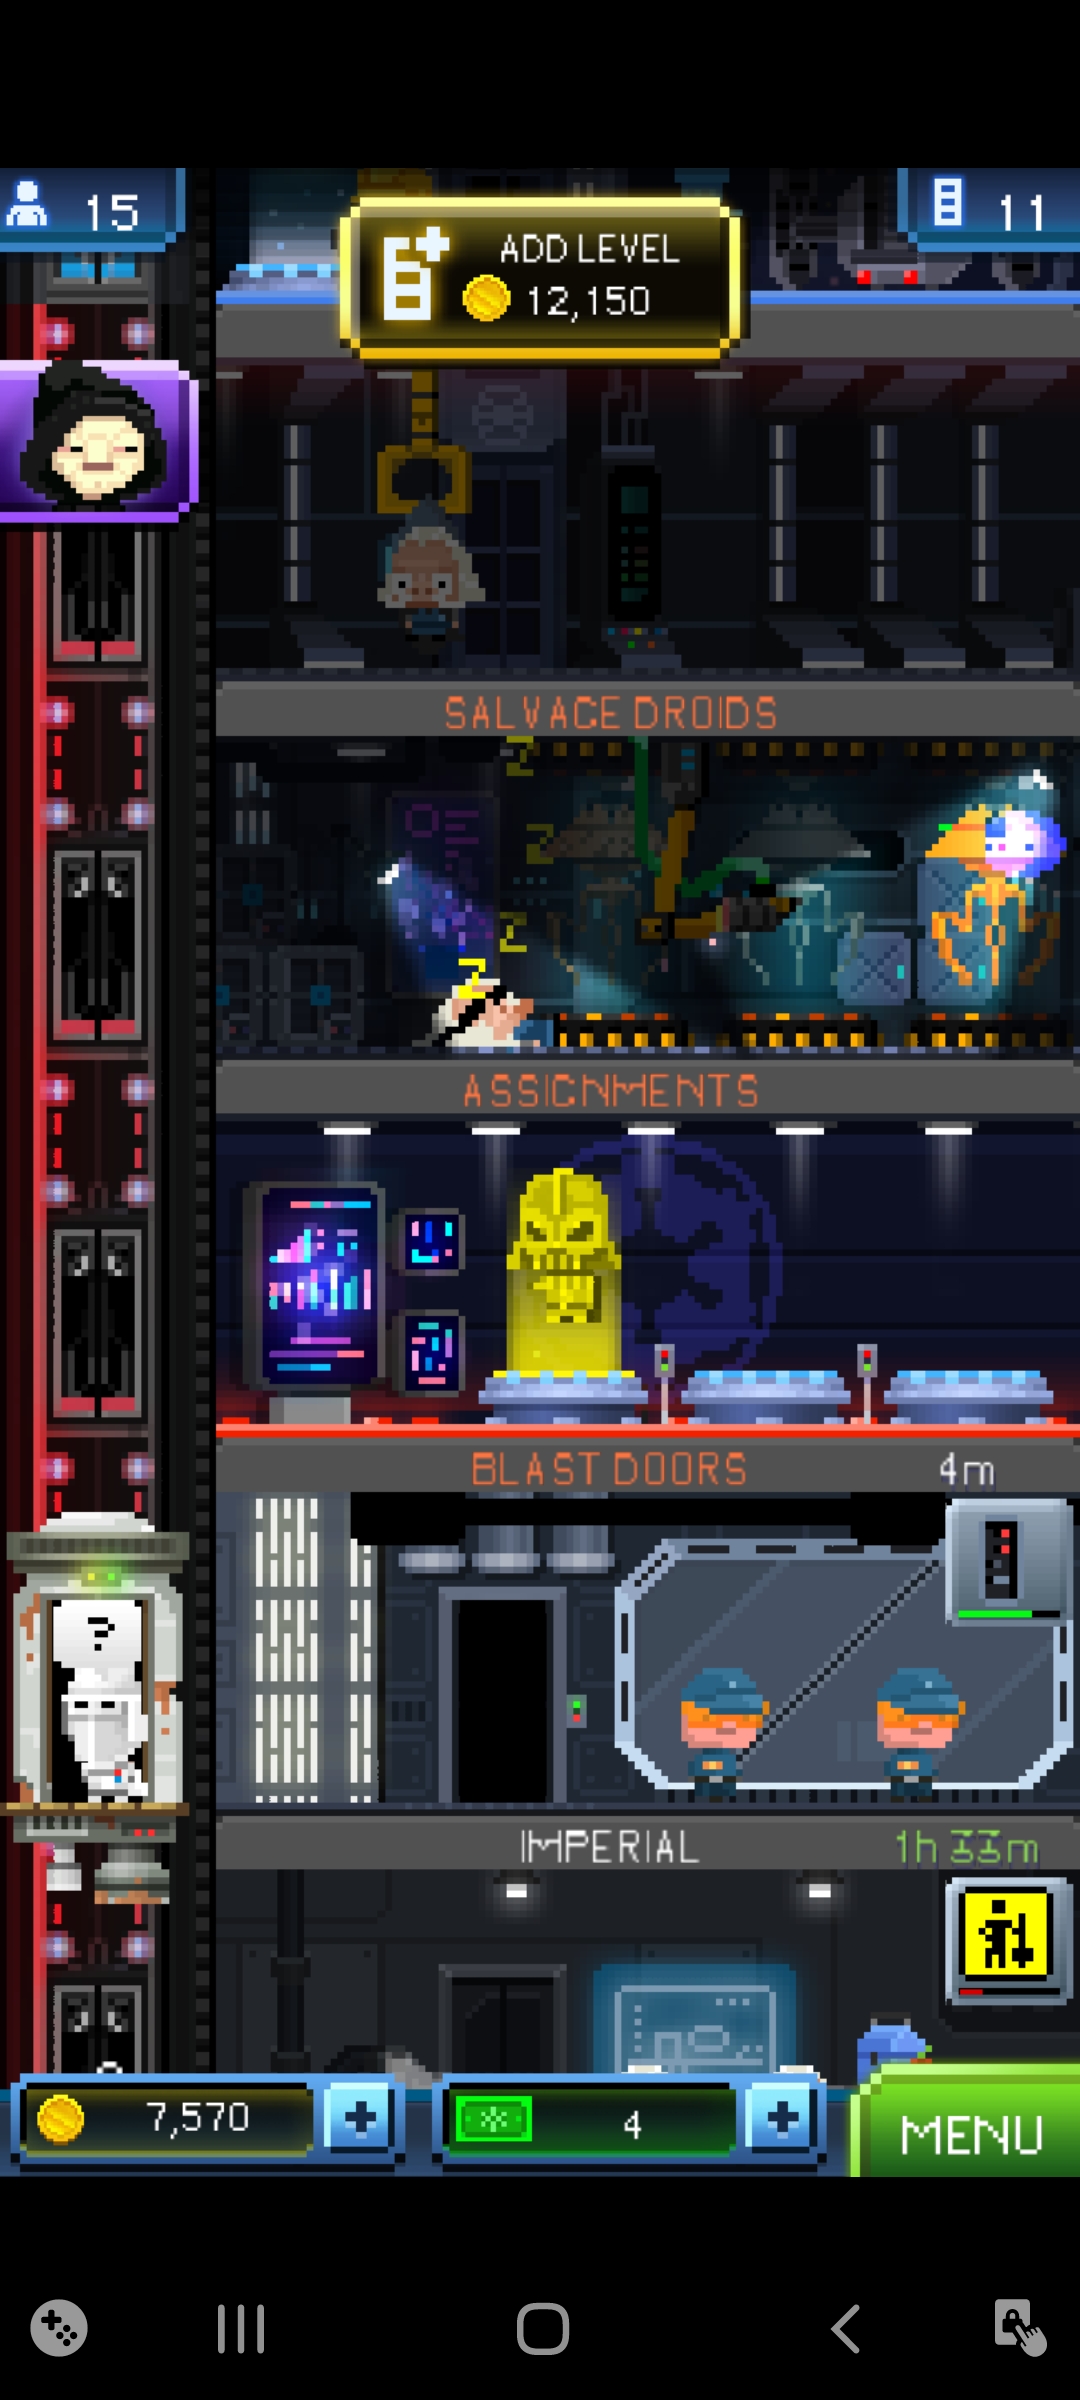 15
ADD LEVEL
12,150
11
SALVAGE DROIDS
Z
Z
Z
Z
ASSIGNMENTS
BLAST DOORS 4m
?
IMPERIAL 1h 33m
7,570
4
MENU